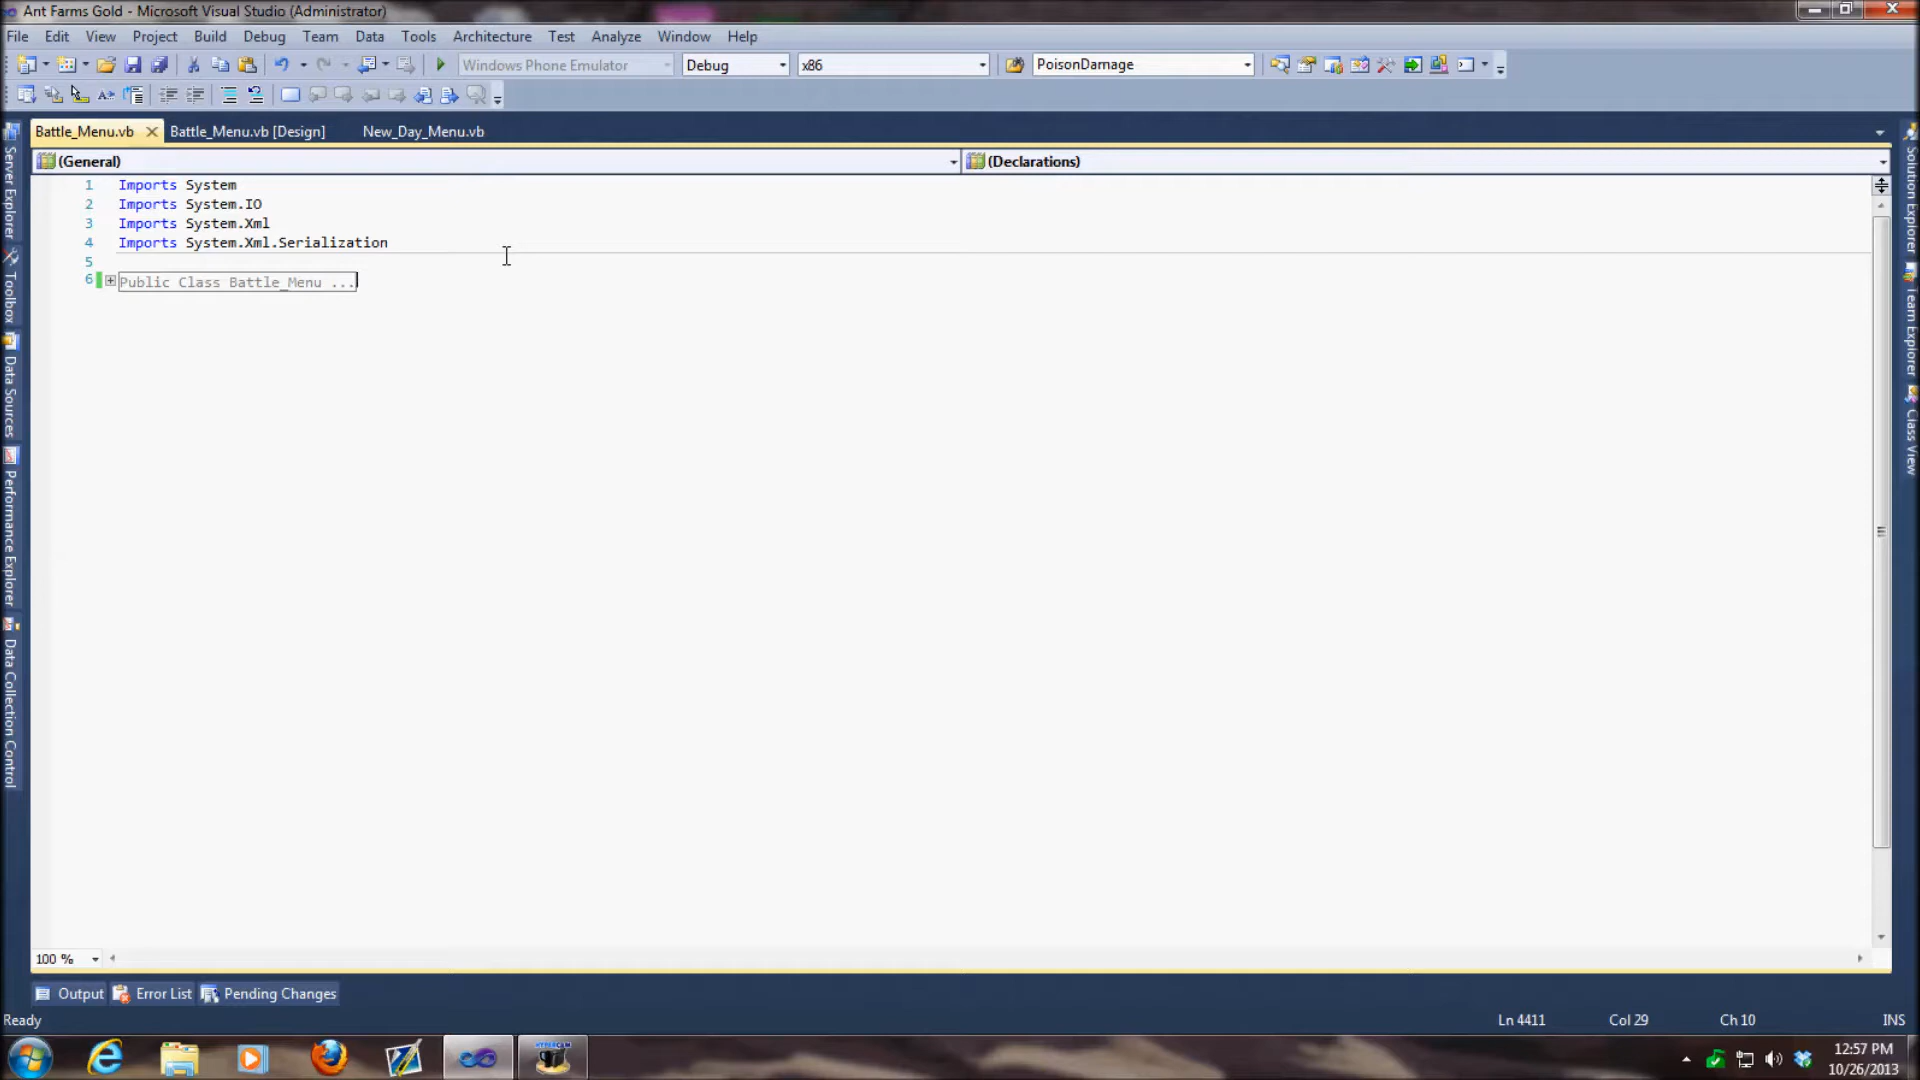 Ant Farms Gold - Microsoft Visual Studio (Administrator)
File Edit View Project Build Debug Team Data Tools Architecture Test Analyze Window Help
Windows Phone Emulator Debug x86 PoisonDamage
Battle_Menu.vb Battle_Menu.vb [Design] New_Day_Menu.vb
(General) (Declarations)
1 Imports System
2 Imports System.IO
3 Imports System.Xml
4 Imports System.Xml.Serialization
5
6 Public Class Battle_Menu ...
Server Explorer
Toolbox
Data Sources
Performance Explorer
Data Collection Control
Solution Explorer
Team Explorer
Class View
100 %
Output Error List Pending Changes
Ready Ln 4411 Col 29 Ch 10 INS
HYPERCAM
12:57 PM
10/26/2013